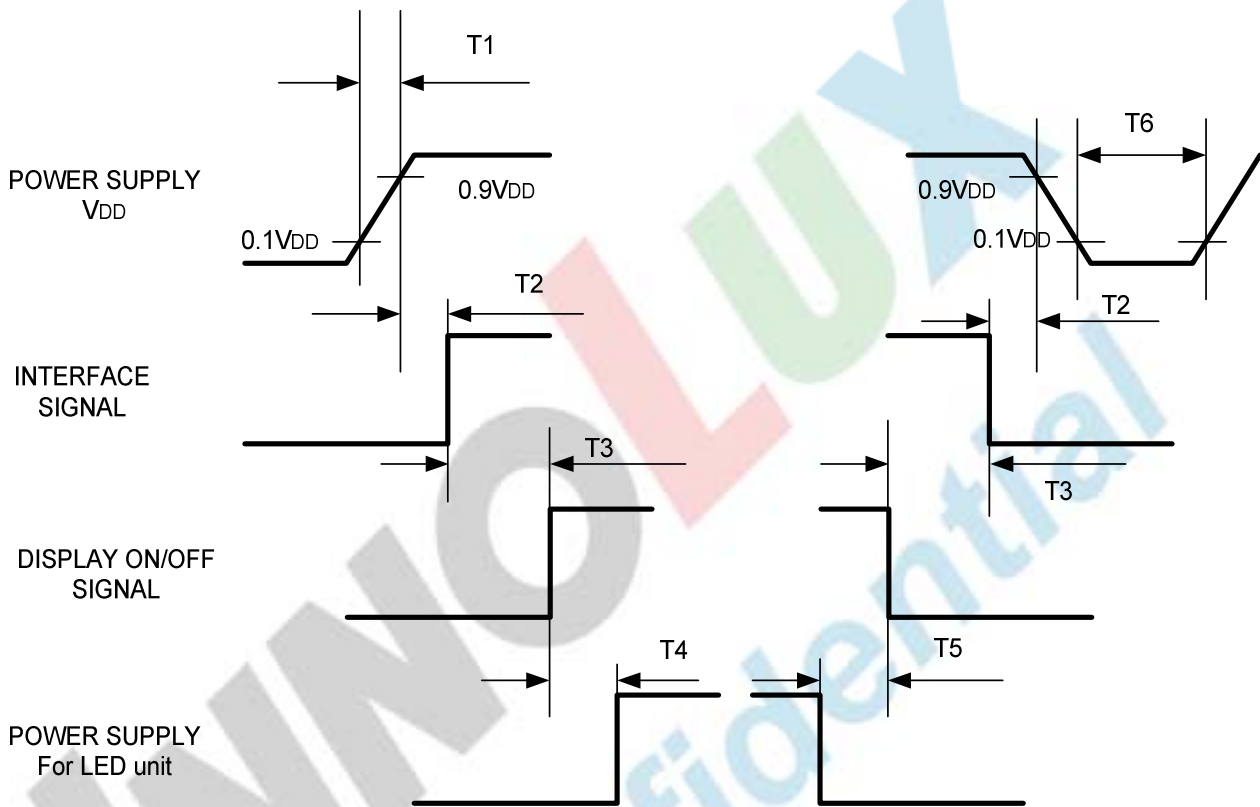 T1
T6
POWER SUPPLY
VDD
0.9VDD
0.1VDD
0.9VDD
0.1VDD
T2
T2
INTERFACE
SIGNAL
T3
T3
DISPLAY ON/OFF
SIGNAL
T4
T5
POWER SUPPLY
For LED unit
INNOLUX
Confidential